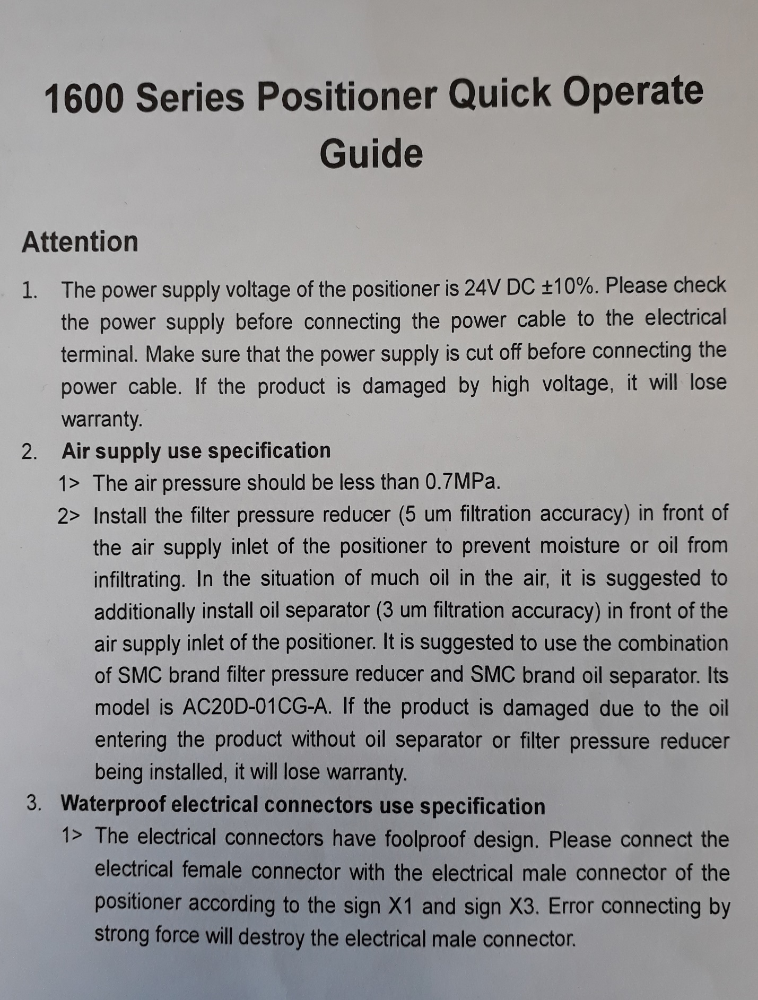 1600 Series Positioner Quick Operate
Guide
Attention
1. The power supply voltage of the positioner is 24V DC ±10%. Please check
the power supply before connecting the power cable to the electrical
terminal. Make sure that the power supply is cut off before connecting the
power cable. If the product is damaged by high voltage, it will lose
warranty.
2. Air supply use specification
1> The air pressure should be less than 0.7MPa.
2> Install the filter pressure reducer (5 um filtration accuracy) in front of
the air supply inlet of the positioner to prevent moisture or oil from
infiltrating. In the situation of much oil in the air, it is suggested to
additionally install oil separator (3 um filtration accuracy) in front of the
air supply inlet of the positioner. It is suggested to use the combination
of SMC brand filter pressure reducer and SMC brand oil separator. Its
model is AC20D-01CG-A. If the product is damaged due to the oil
entering the product without oil separator or filter pressure reducer
being installed, it will lose warranty.
3. Waterproof electrical connectors use specification
1> The electrical connectors have foolproof design. Please connect the
electrical female connector with the electrical male connector of the
positioner according to the sign X1 and sign X3. Error connecting by
strong force will destroy the electrical male connector.